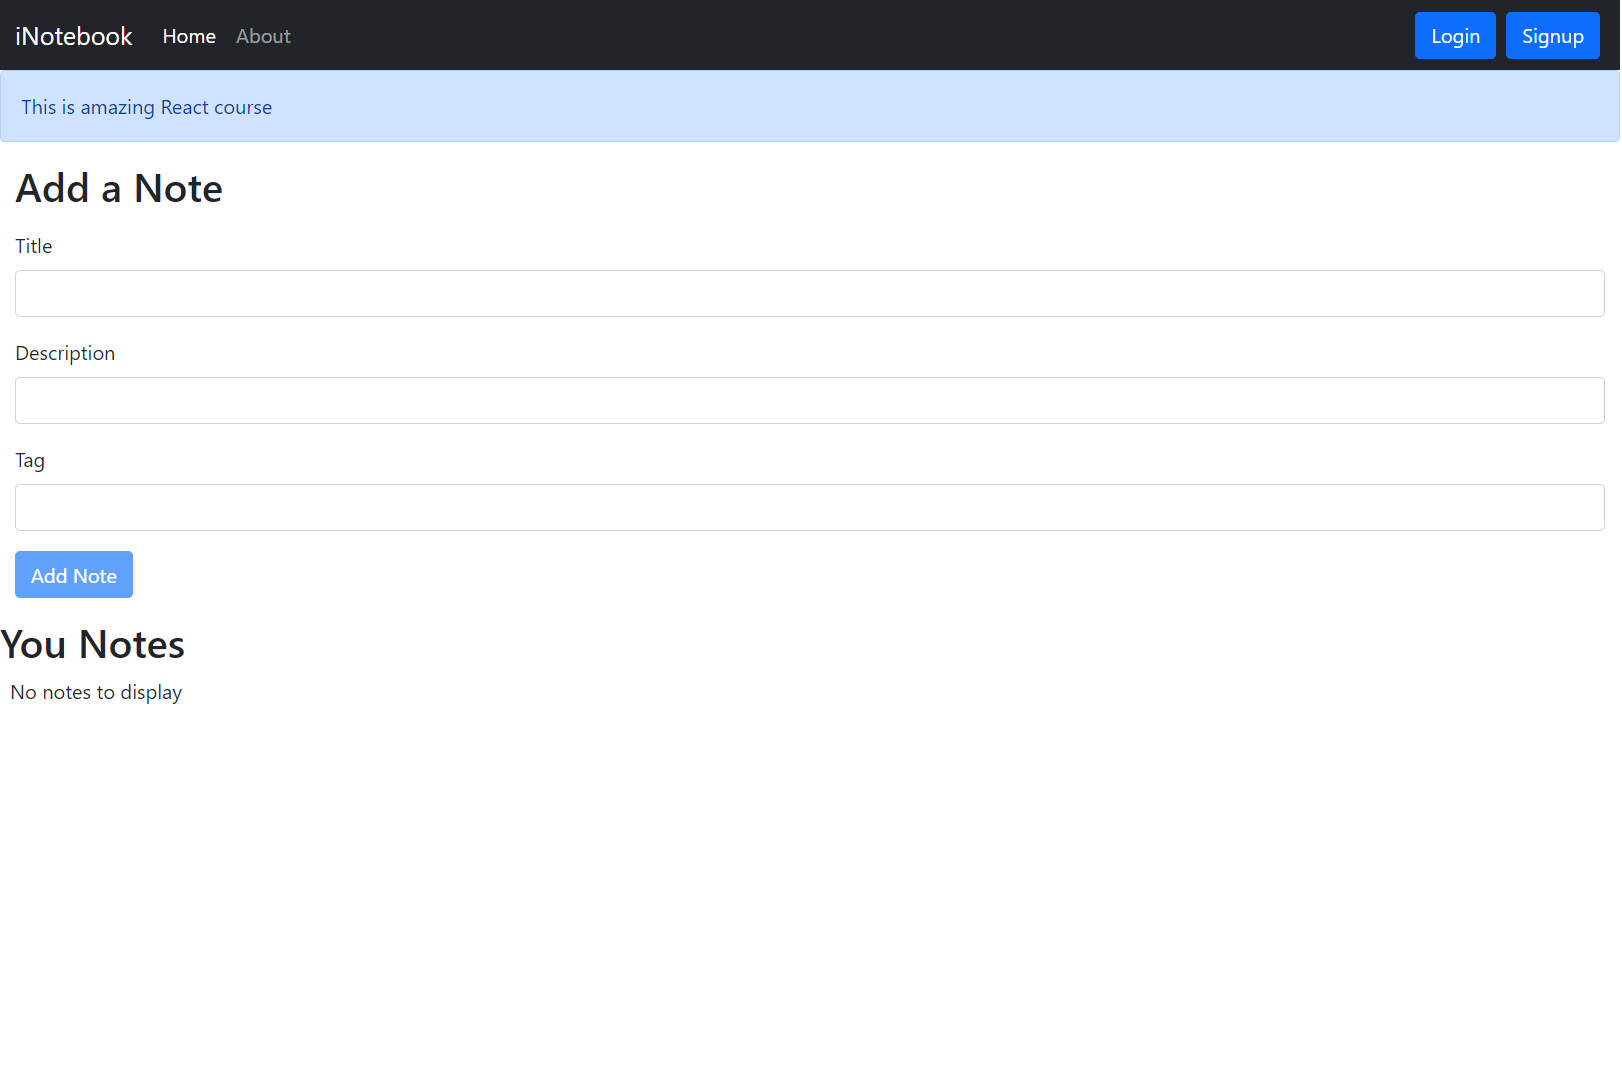 iNotebook Home About Login Signup
This is amazing React course
Add a Note
Title
Description
Tag
Add Note
You Notes
No notes to display